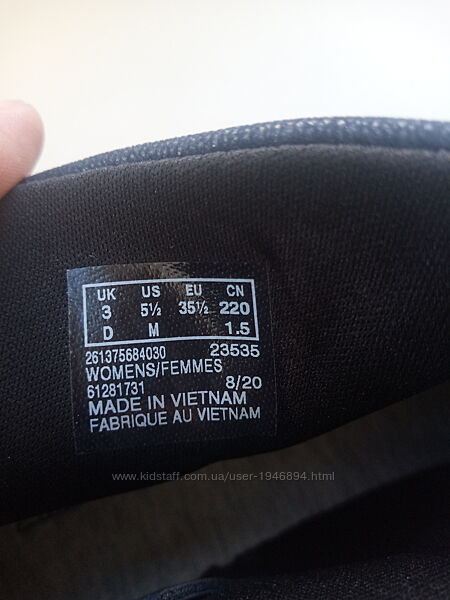 UK US EU CN
3 5½ 35½ 220
D M 1.5
261375684030 23535
WOMENS/FEMMES
61281731 8/20
MADE IN VIETNAM
FABRIQUE AU VIETNAM
www.kidstaff.com.ua/user-1946894.html